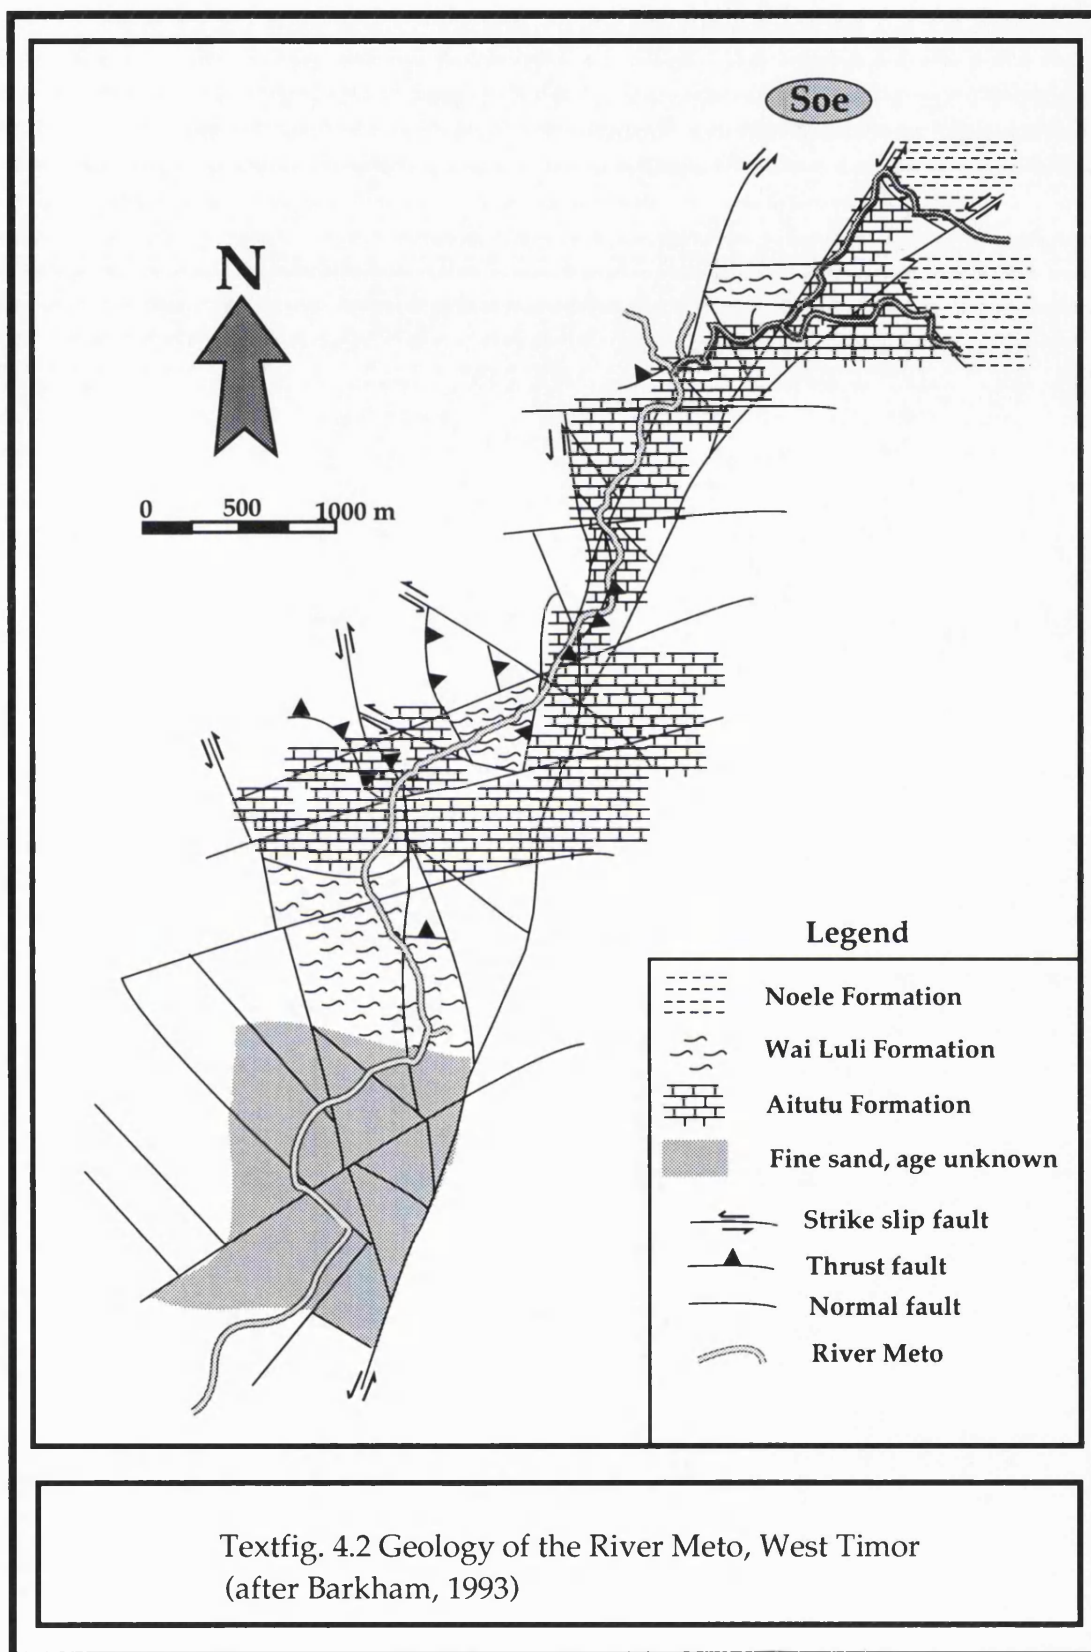 Soe
N
0 500 1000 m
Legend
Noele Formation
Wai Luli Formation
Aitutu Formation
Fine sand, age unknown
Strike slip fault
Thrust fault
Normal fault
River Meto
Textfig. 4.2 Geology of the River Meto, West Timor
(after Barkham, 1993)